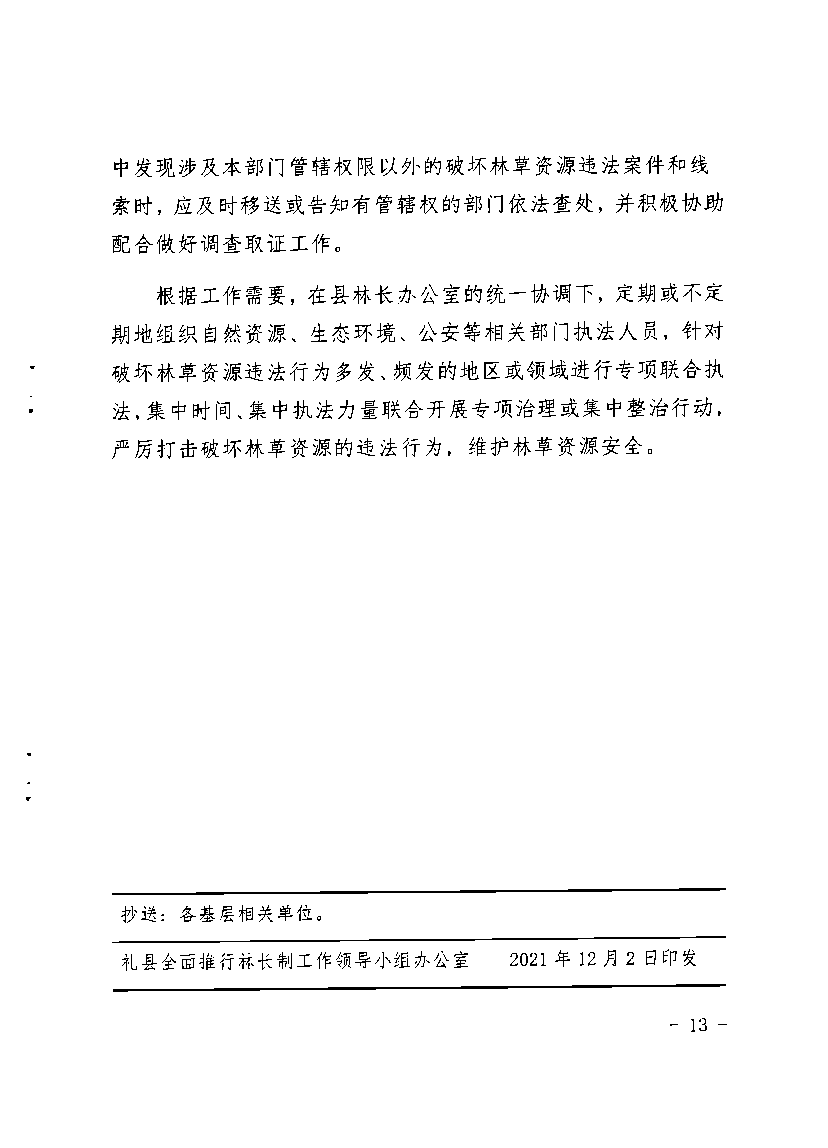 中发现涉及本部门管辖权限以外的破坏林草资源违法案件和线
索时，应及时移送或告知有管辖权的部门依法查处，并积极协助
配合做好调查取证工作。
根据工作需要，在县林长办公室的统一协调下，定期或不定
期地组织自然资源、生态环境、公安等相关部门执法人员，针对
破坏林草资源违法行为多发、频发的地区或领域进行专项联合执
法，集中时间、集中执法力量联合开展专项治理或集中整治行动，
严厉打击破坏林草资源的违法行为，维护林草资源安全。
抄送：各基层相关单位。
礼县全面推行林长制工作领导小组办公室 2021 年 12 月 2 日印发
- 13 -